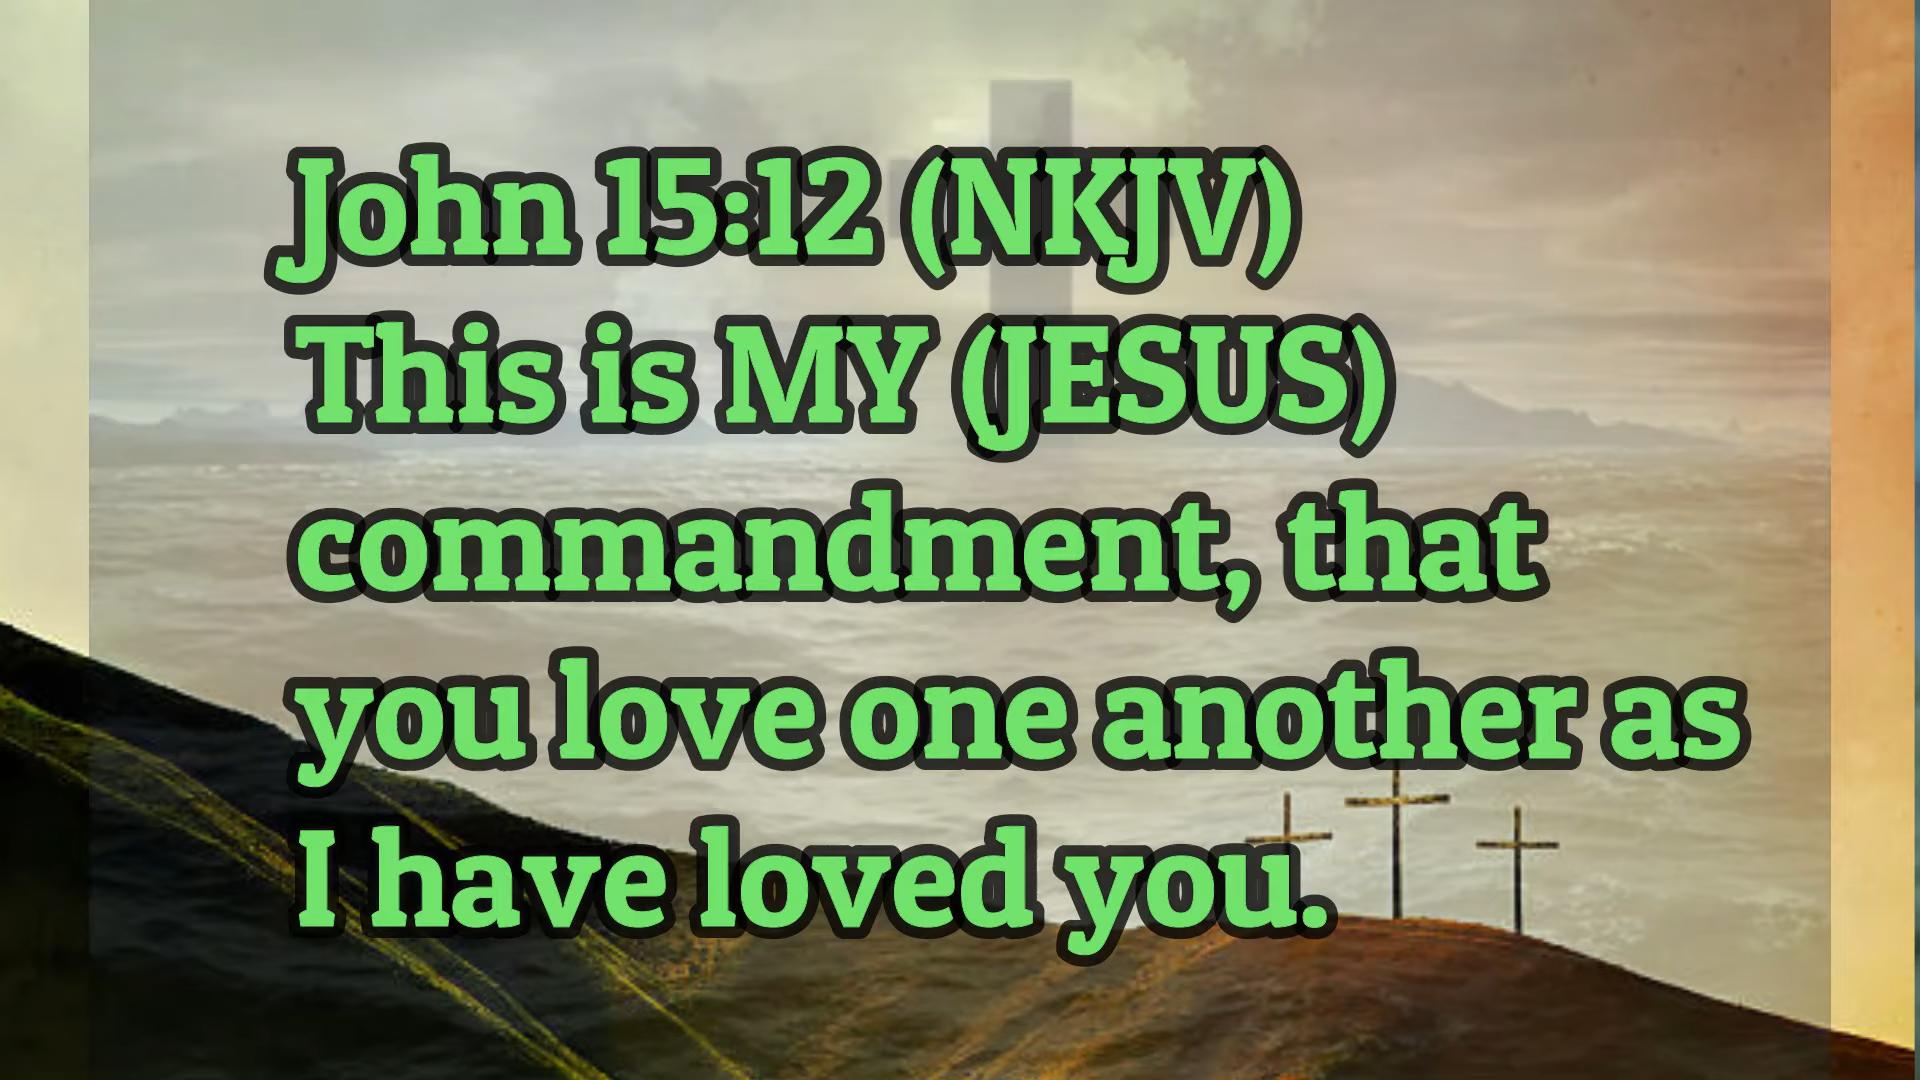 John 15:12 (NKJV)
This is MY (JESUS)
commandment, that
you love one another as
I have loved you.